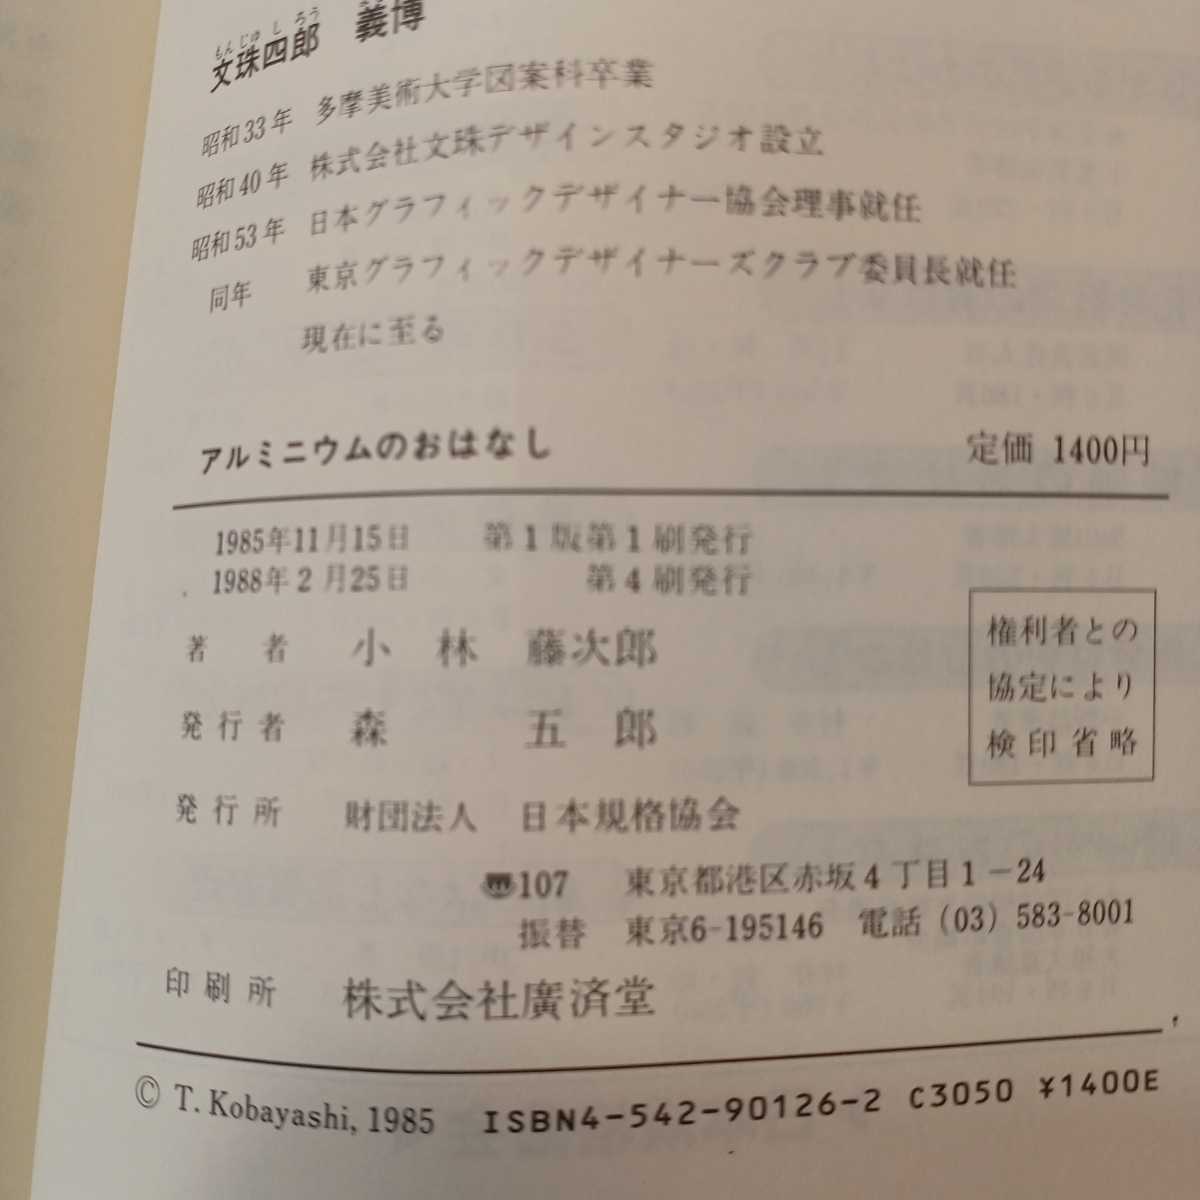 もんじゅしろう
文珠四郎 義博
昭和33年 多摩美術大学図案科卒業
昭和40年 株式会社文珠デザインスタジオ設立
昭和53年 日本グラフィックデザイナー協会理事就任
同年 東京グラフィックデザイナーズクラブ委員長就任
現在に至る
アルミニウムのおはなし 定価 1400円
1985年11月15日 第1版第1刷発行
1988年2月25日 第4刷発行
著者 小林 藤次郎
発行者 森 五郎
発行所 財団法人 日本規格協会
〠107 東京都港区赤坂4丁目1-24
振替 東京6-195146 電話 (03) 583-8001
印刷所 株式会社廣済堂
権利者との
協定により
検印省略
© T. Kobayashi, 1985 ISBN4-542-90126-2 C3050 ¥1400E